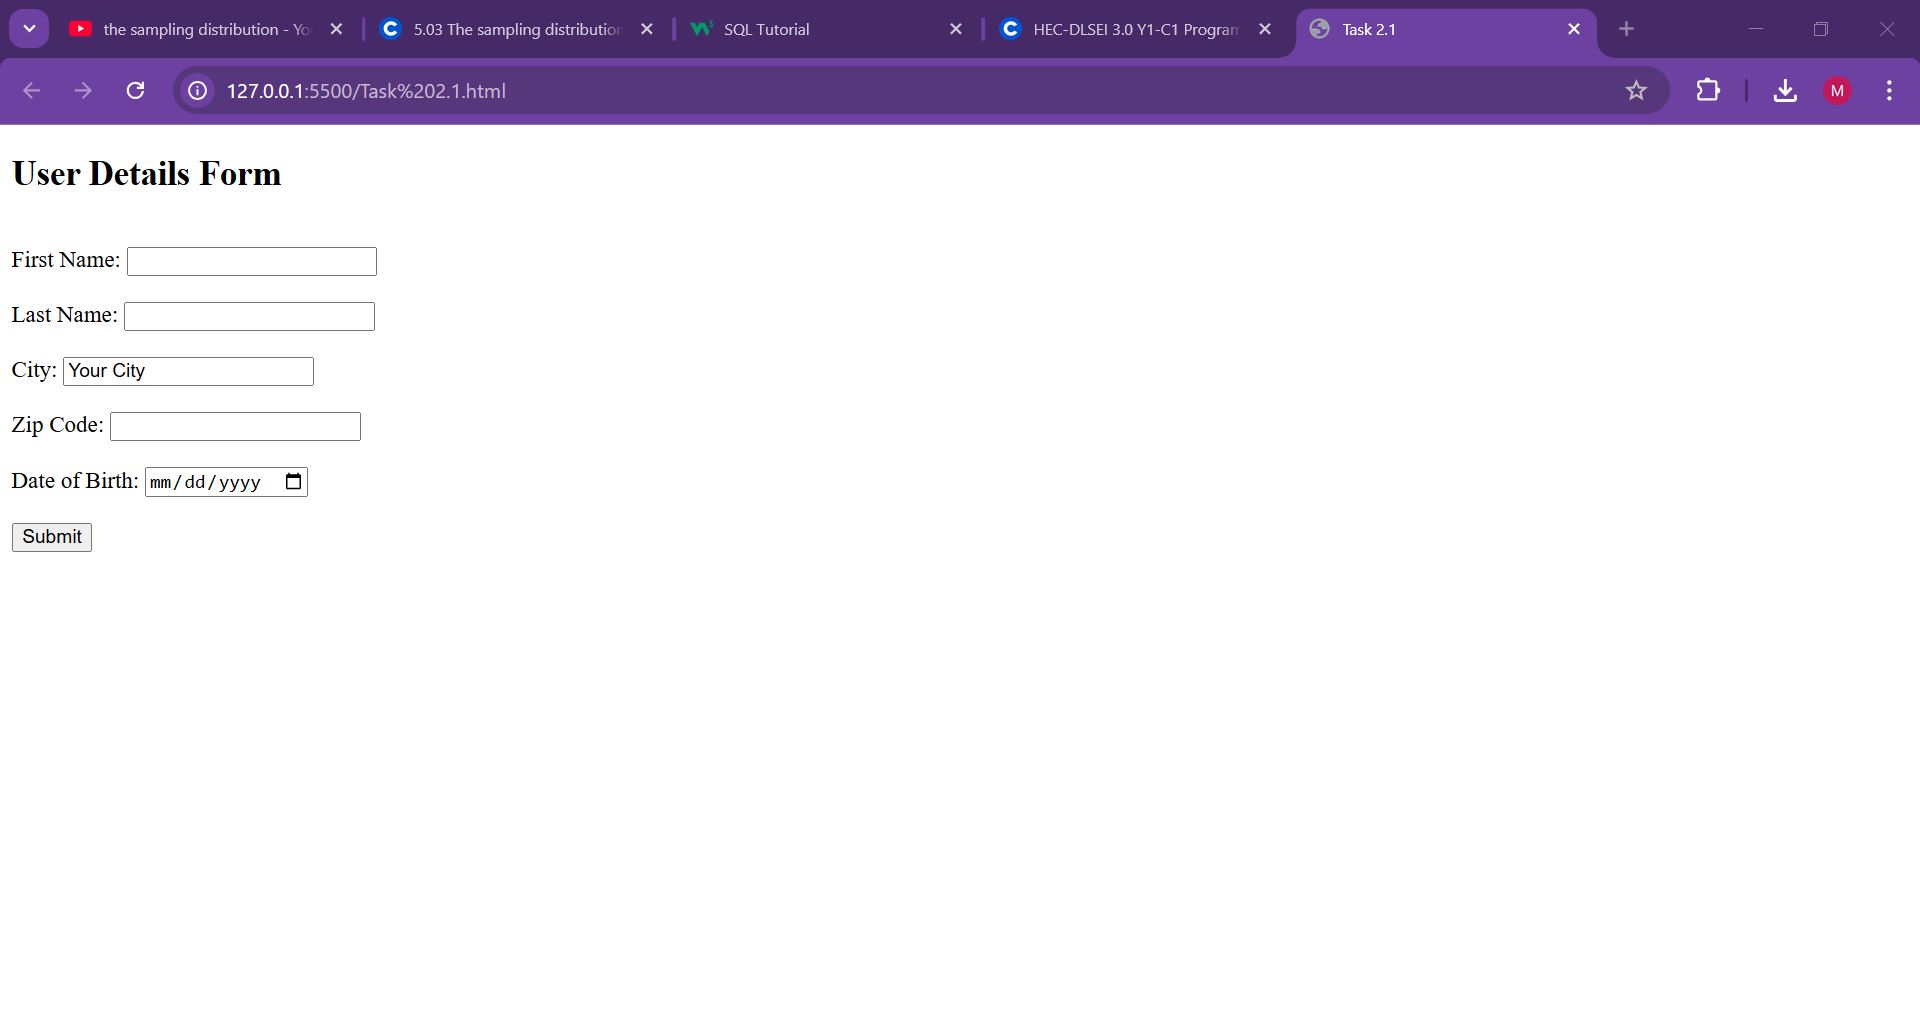 the sampling distribution - Yo
5.03 The sampling distribution
SQL Tutorial
HEC-DLSEI 3.0 Y1-C1 Program
Task 2.1
127.0.0.1:5500/Task%202.1.html
M
User Details Form
First Name:
Last Name:
City: Your City
Zip Code:
Date of Birth: mm/dd/yyyy
Submit